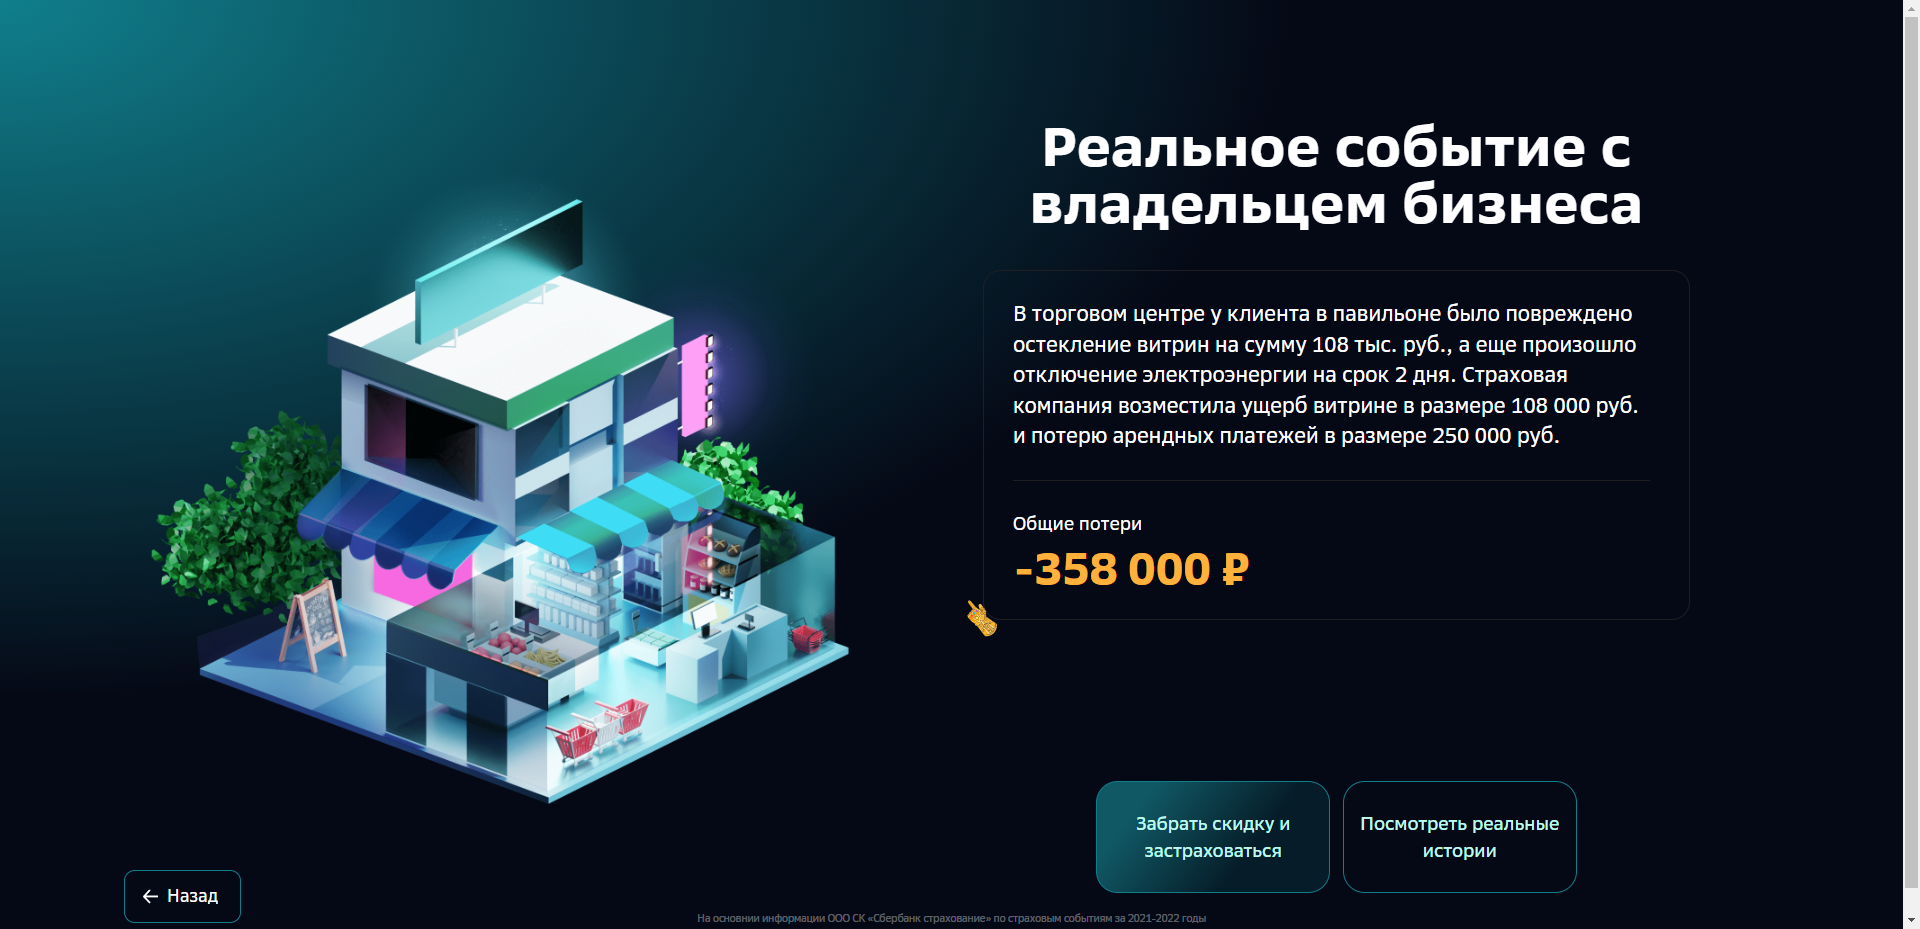 Реальное событие с
владельцем бизнеса
В торговом центре у клиента в павильоне было повреждено
остекление витрин на сумму 108 тыс. руб., а еще произошло
отключение электроэнергии на срок 2 дня. Страховая
компания возместила ущерб витрине в размере 108 000 руб.
и потерю арендных платежей в размере 250 000 руб.
Общие потери
-358 000 ₽
Забрать скидку и
застраховаться
Посмотреть реальные
истории
← Назад
На основнии информации ООО СК «Сбербанк страхование» по страховым событиям за 2021-2022 годы